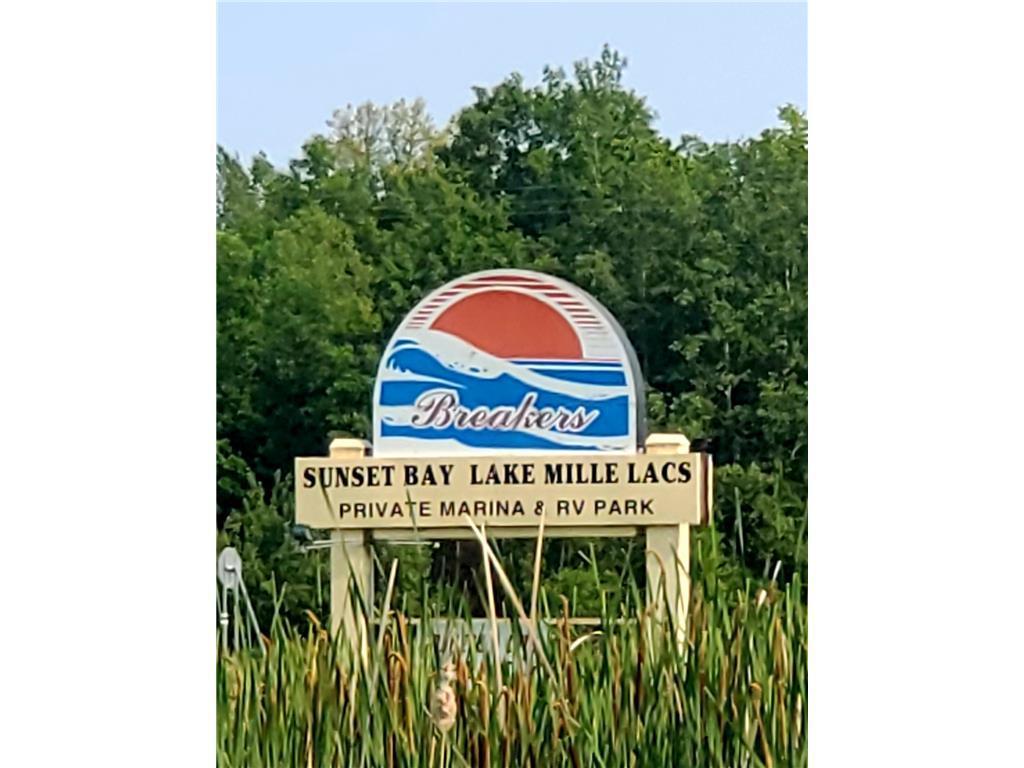 Breakers
SUNSET BAY LAKE MILLE LACS
PRIVATE MARINA & RV PARK